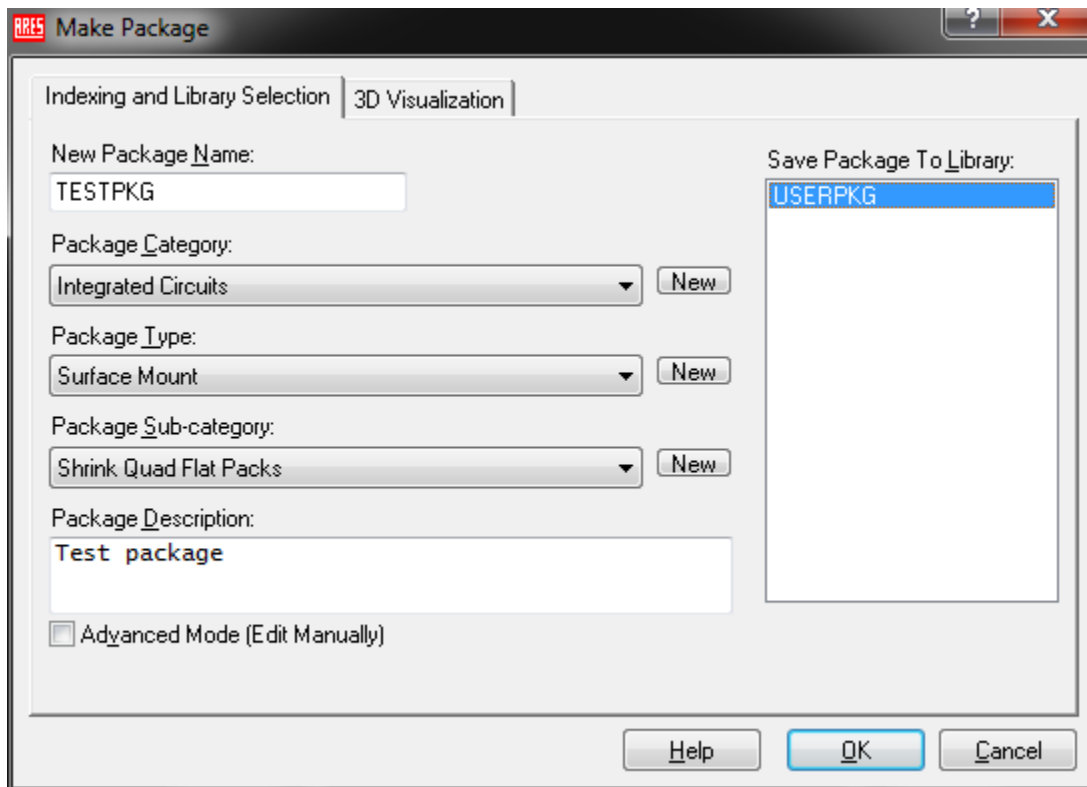 ARES Make Package
? X
Indexing and Library Selection 3D Visualization
New Package Name:
TESTPKG
Package Category:
Integrated Circuits New
Package Type:
Surface Mount New
Package Sub-category:
Shrink Quad Flat Packs New
Package Description:
Test package
Advanced Mode (Edit Manually)
Save Package To Library:
USERPKG
Help OK Cancel